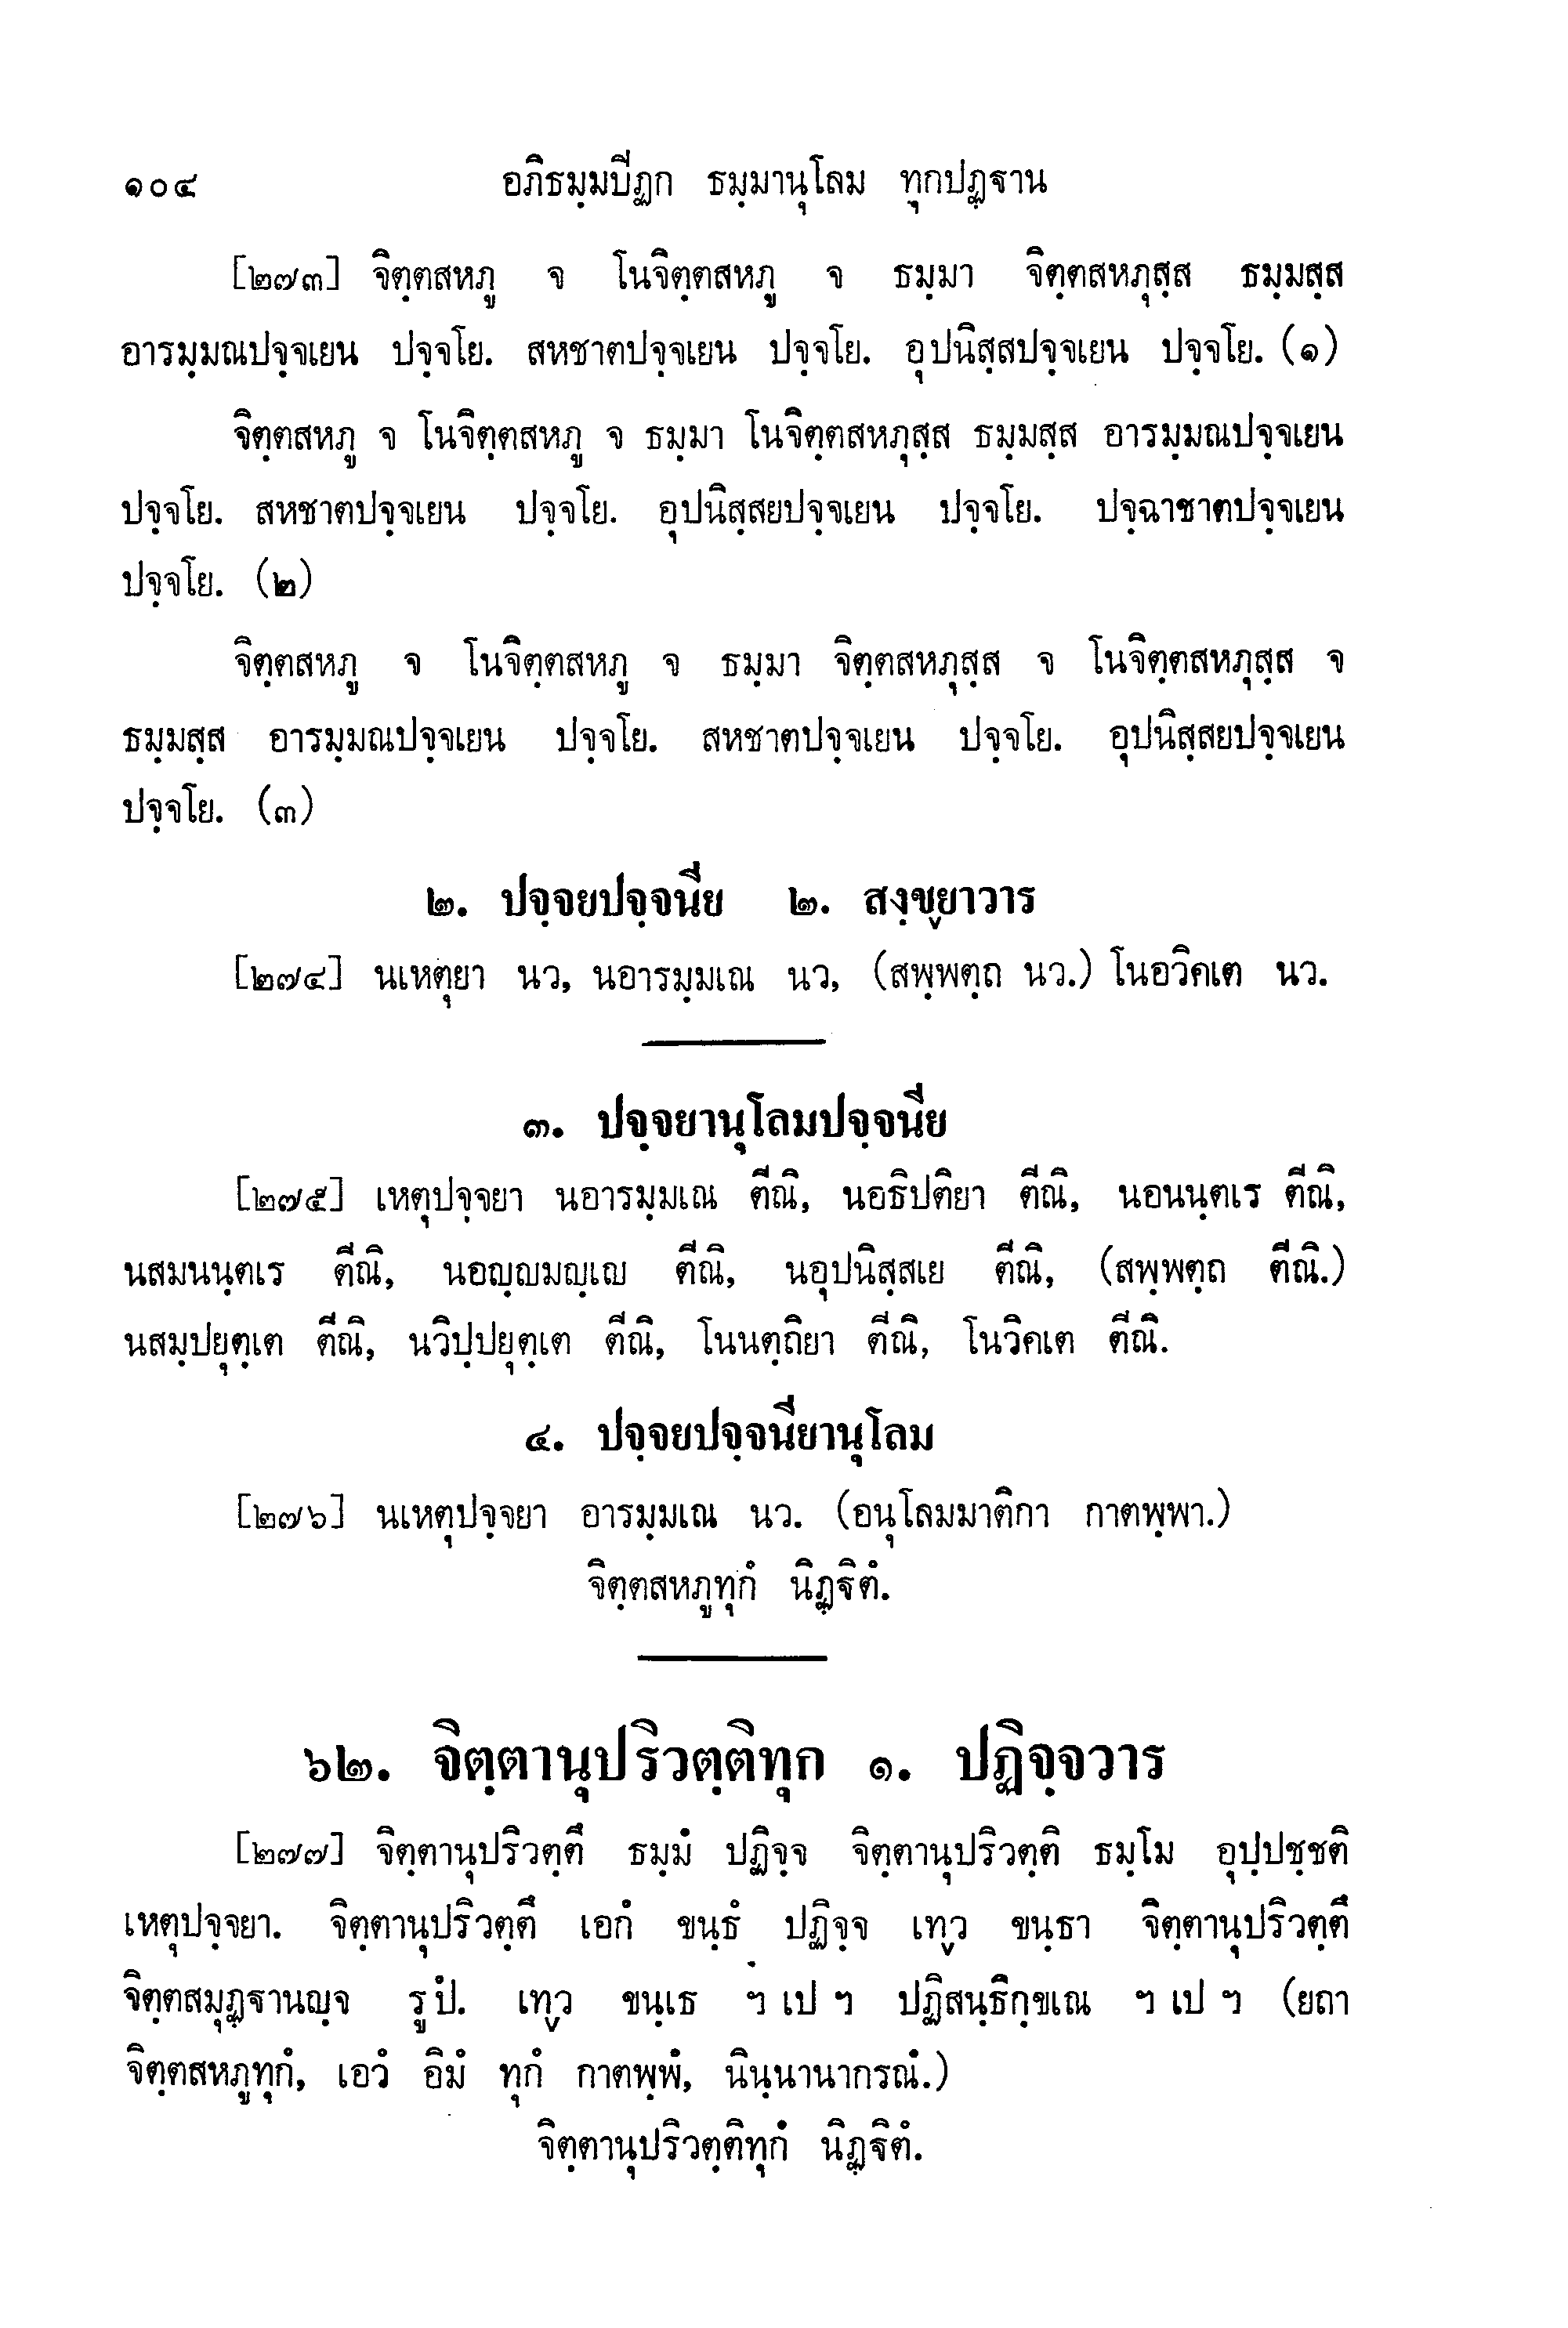 ๑๐๔ อภิธมฺมปีฏก ธมฺมานุโลม ทุกปฏฺฐาน
[๒๗๓] จิตฺตสหภู จ โนจิตฺตสหภู จ ธมฺมา จิตฺตสหภุสฺส ธมฺมสฺส
อารมฺมณปจฺจเยน ปจฺจโย. สหชาตปจฺจเยน ปจฺจโย. อุปนิสฺสปจฺจเยน ปจฺจโย. (๑)
จิตฺตสหภู จ โนจิตฺตสหภู จ ธมฺมา โนจิตฺตสหภุสฺส ธมฺมสฺส อารมฺมณปจฺจเยน
ปจฺจโย. สหชาตปจฺจเยน ปจฺจโย. อุปนิสฺสยปจฺจเยน ปจฺจโย. ปจฺฉาชาตปจฺจเยน
ปจฺจโย. (๒)
จิตฺตสหภู จ โนจิตฺตสหภู จ ธมฺมา จิตฺตสหภุสฺส จ โนจิตฺตสหภุสฺส จ
ธมฺมสฺส อารมฺมณปจฺจเยน ปจฺจโย. สหชาตปจฺจเยน ปจฺจโย. อุปนิสฺสยปจฺจเยน
ปจฺจโย. (๓)
๒. ปจฺจยปจฺจนีย ๒. สงฺขฺยาวาร
[๒๗๔] นเหตุยา นว, นอารมฺมเณ นว, (สพฺพตฺถ นว.) โนอวิคเต นว.
๓. ปจฺจยานุโลมปจฺจนีย
[๒๗๕] เหตุปจฺจยา นอารมฺมเณ ตีณิ, นอธิปติยา ตีณิ, นอนนฺตเร ตีณิ,
นสมนนฺตเร ตีณิ, นอญฺญมญฺเญ ตีณิ, นอุปนิสฺสเย ตีณิ, (สพฺพตฺถ ตีณิ.)
นสมฺปยุตฺเต ตีณิ, นวิปฺปยุตฺเต ตีณิ, โนนตฺถิยา ตีณิ, โนวิคเต ตีณิ.
๔. ปจฺจยปจฺจนียานุโลม
[๒๗๖] นเหตุปจฺจยา อารมฺมเณ นว. (อนุโลมมาติกา กาตพฺพา.)
จิตฺตสหภูทุกํ นิฏฺฐิตํ.
๖๒. จิตฺตานุปริวตฺติทุก ๑. ปฏิจฺจวาร
[๒๗๗] จิตฺตานุปริวตฺตึ ธมฺมํ ปฏิจฺจ จิตฺตานุปริวตฺติ ธมฺโม อุปฺปชฺชติ
เหตุปจฺจยา. จิตฺตานุปริวตฺตึ เอกํ ขนฺธํ ปฏิจฺจ เทฺว ขนฺธา จิตฺตานุปริวตฺตึ
จิตฺตสมุฏฺฐานญฺจ รูปํ. เทฺว ขนฺเธ ฯ เป ฯ ปฏิสนฺธิกฺขเณ ฯ เป ฯ (ยถา
จิตฺตสหภูทุกํ, เอวํ อิมํ ทุกํ กาตพฺพํ, นินฺนานากรณํ.)
จิตฺตานุปริวตฺติทุกํ นิฏฺฐิตํ.